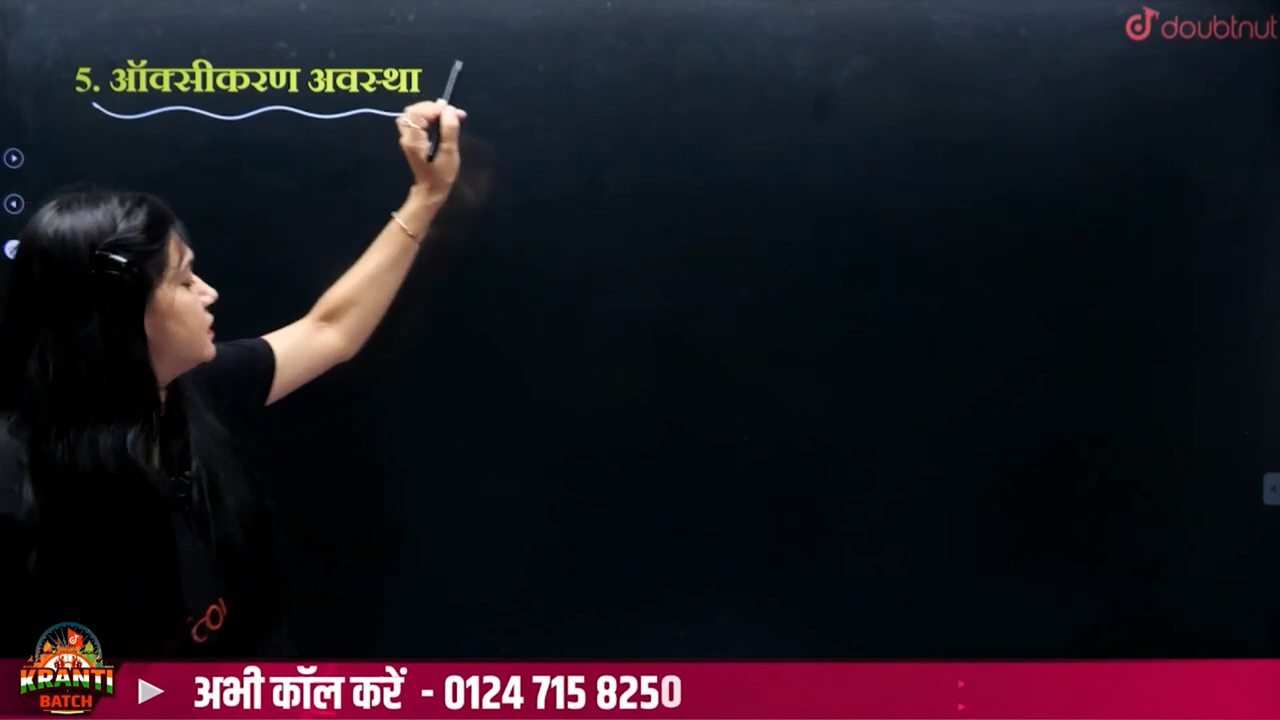 doubtnut
5. ऑक्सीकरण अवस्था
KRANTI
BATCH
अभी कॉल करें - 0124 715 8250